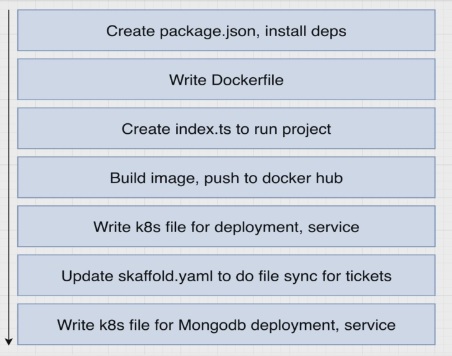 Create package.json, install deps
Write Dockerfile
Create index.ts to run project
Build image, push to docker hub
Write k8s file for deployment, service
Update skaffold.yaml to do file sync for tickets
Write k8s file for Mongodb deployment, service